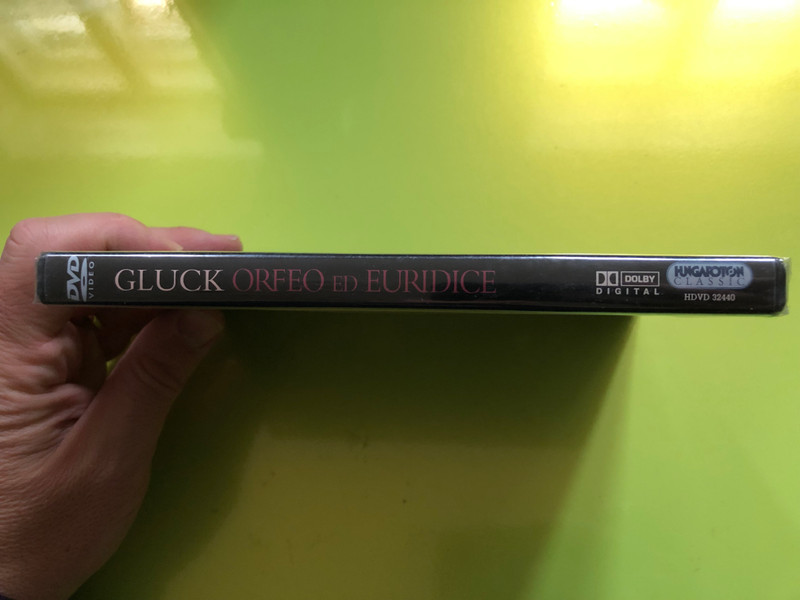 DVD
VIDEO
GLUCK ORFEO ED EURIDICE
DOLBY
DIGITAL
HUNGAROTON
CLASSIC
HDVD 32440